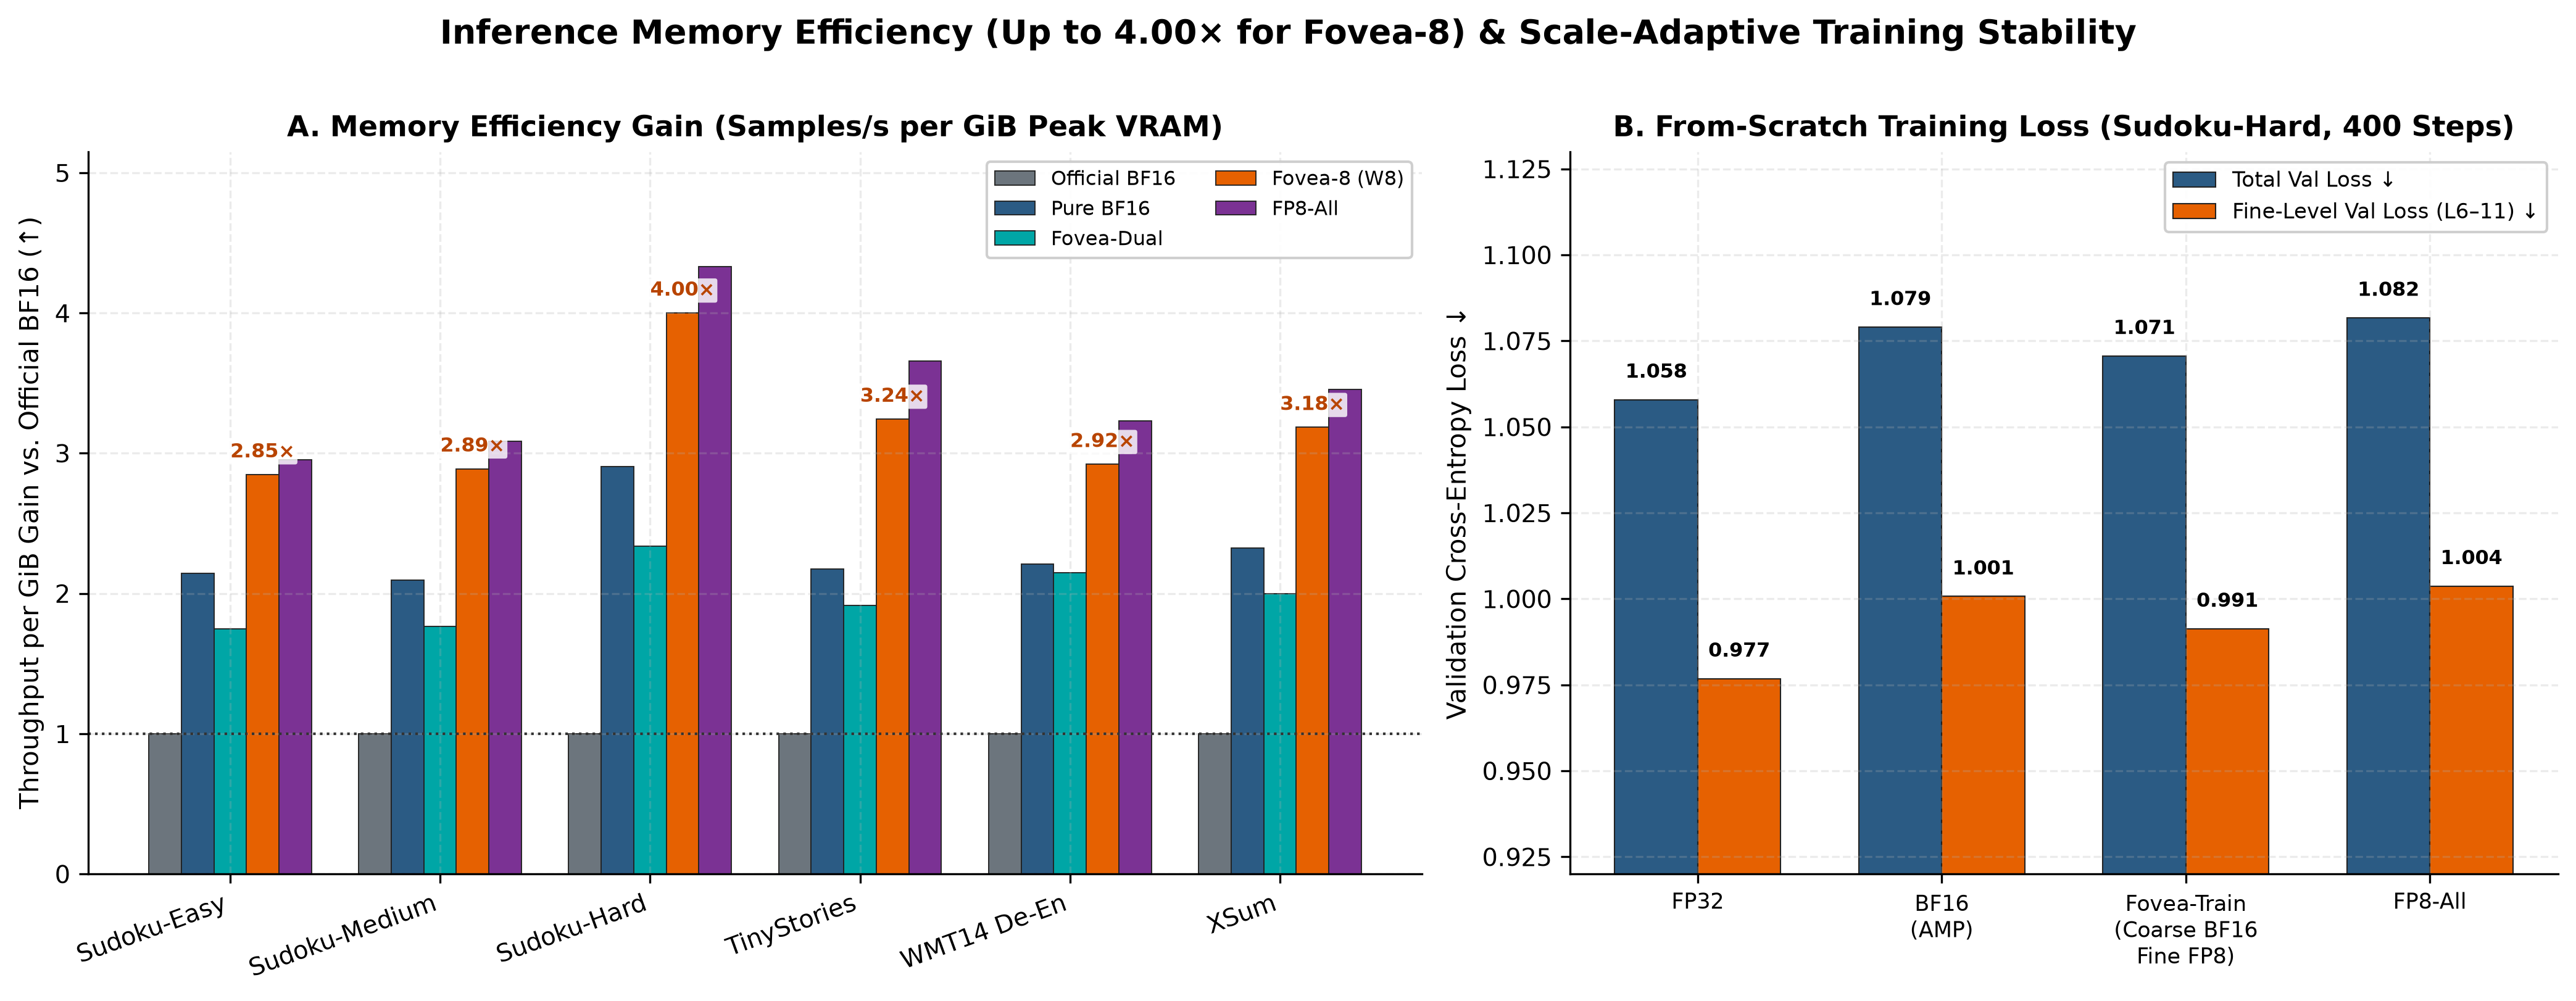 Inference Memory Efficiency (Up to 4.00× for Fovea-8) & Scale-Adaptive Training Stability
A. Memory Efficiency Gain (Samples/s per GiB Peak VRAM)
Throughput per GiB Gain vs. Official BF16 (↑)
5
4
3
2
1
0
Official BF16
Pure BF16
Fovea-Dual
Fovea-8 (W8)
FP8-All
2.85×
2.89×
4.00×
3.24×
2.92×
3.18×
Sudoku-Easy
Sudoku-Medium
Sudoku-Hard
TinyStories
WMT14 De-En
XSum
B. From-Scratch Training Loss (Sudoku-Hard, 400 Steps)
Validation Cross-Entropy Loss ↓
1.125
1.100
1.075
1.050
1.025
1.000
0.975
0.950
0.925
Total Val Loss ↓
Fine-Level Val Loss (L6–11) ↓
1.058
0.977
1.079
1.001
1.071
0.991
1.082
1.004
FP32
BF16
(AMP)
Fovea-Train
(Coarse BF16
Fine FP8)
FP8-All